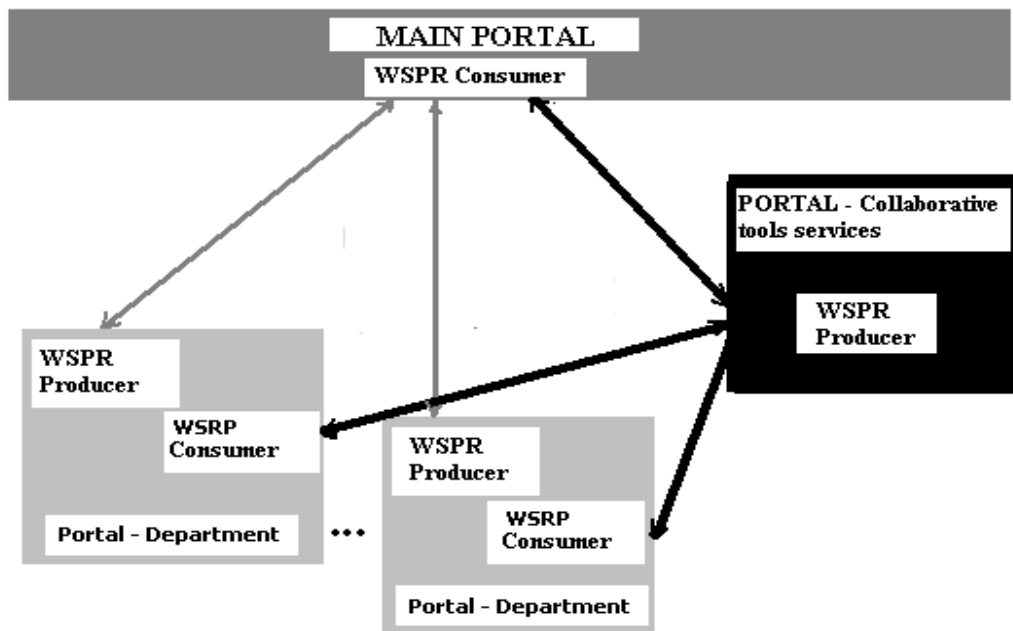 MAIN PORTAL
WSPR Consumer
PORTAL - Collaborative
tools services
WSPR
Producer
WSPR
Producer
WSRP
Consumer
Portal - Department
...
WSPR
Producer
WSRP
Consumer
Portal - Department